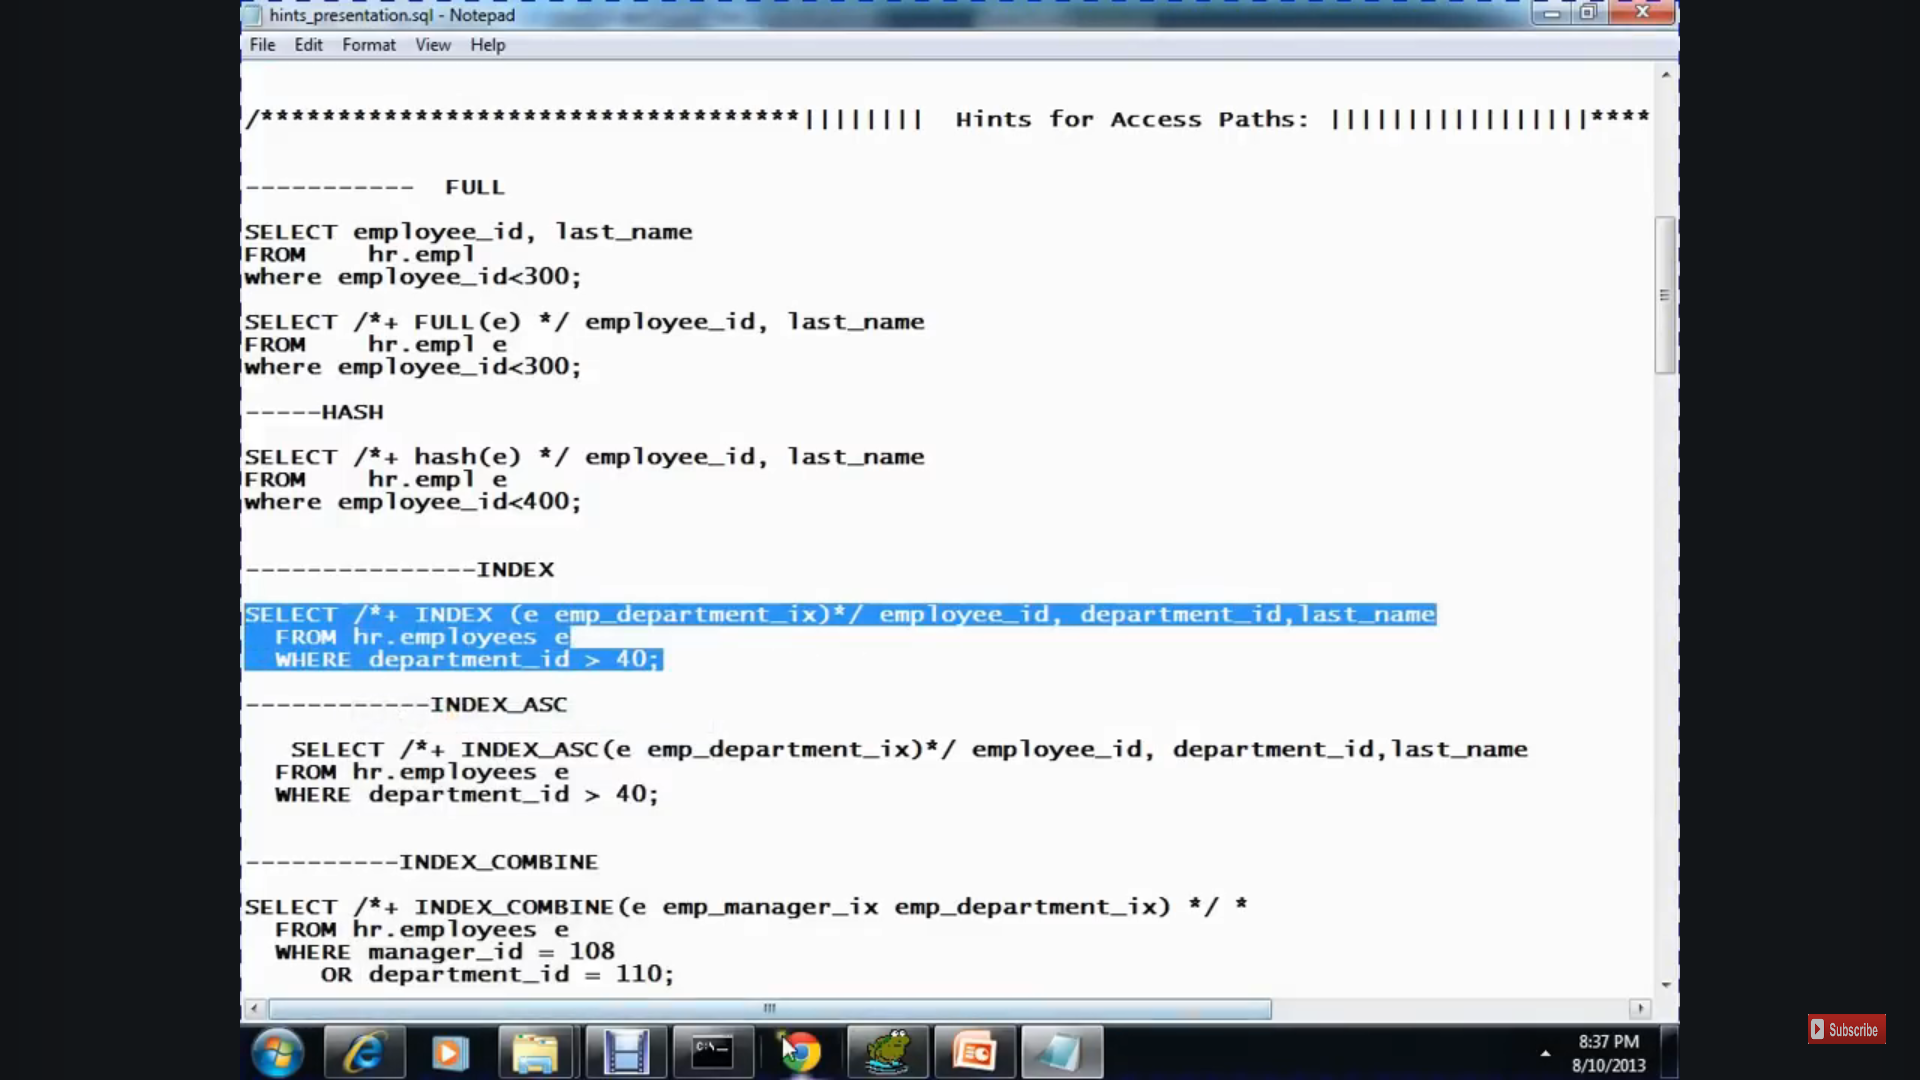 hints_presentation.sql - Notepad
File Edit Format View Help
/***********************************|||||||| Hints for Access Paths: |||||||||||||||||****
----------- FULL
SELECT employee_id, last_name
FROM hr.empl
where employee_id<300;
SELECT /*+ FULL(e) */ employee_id, last_name
FROM hr.empl e
where employee_id<300;
-----HASH
SELECT /*+ hash(e) */ employee_id, last_name
FROM hr.empl e
where employee_id<400;
---------------INDEX
SELECT /*+ INDEX (e emp_department_ix)*/ employee_id, department_id,last_name
FROM hr.employees e
WHERE department_id > 40;
------------INDEX_ASC
SELECT /*+ INDEX_ASC(e emp_department_ix)*/ employee_id, department_id,last_name
FROM hr.employees e
WHERE department_id > 40;
----------INDEX_COMBINE
SELECT /*+ INDEX_COMBINE(e emp_manager_ix emp_department_ix) */ *
FROM hr.employees e
WHERE manager_id = 108
OR department_id = 110;
C:\
8:37 PM
8/10/2013
Subscribe